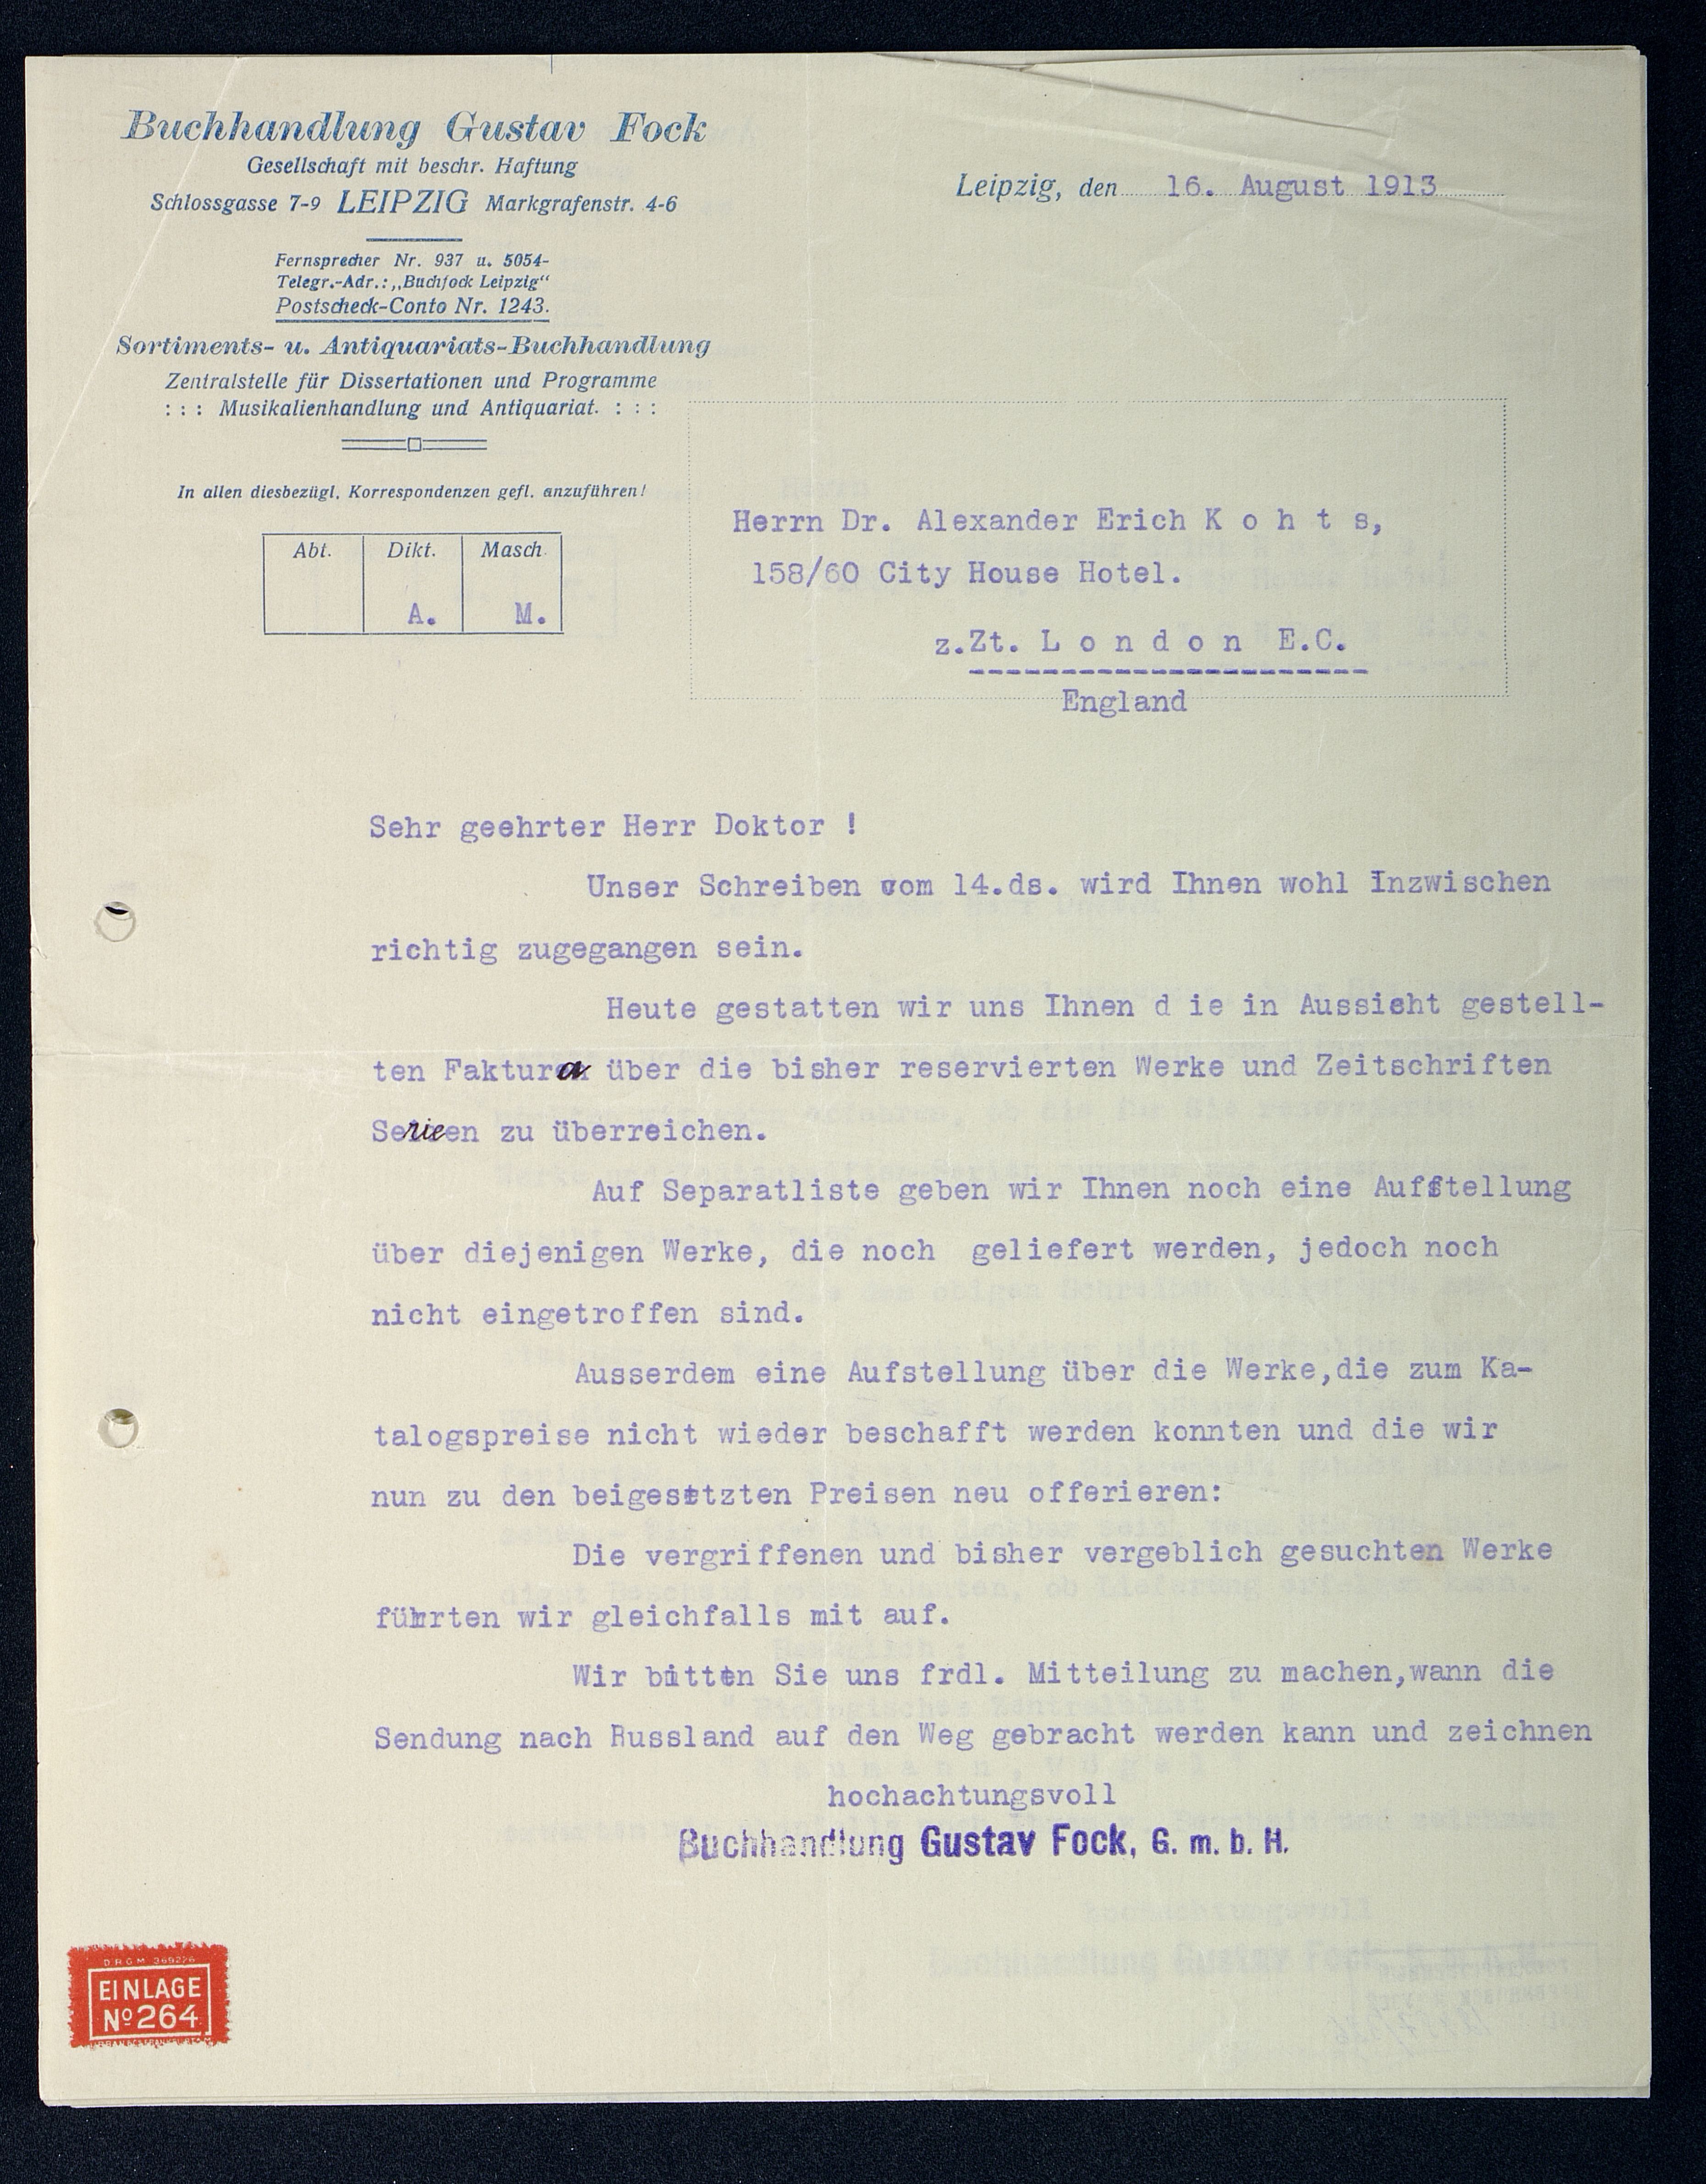 Buchhandlung Gustav Fock
Gesellschaft mit beschr. Haftung
Schlossgasse 7-9 LEIPZIG Markgrafenstr. 4-6
Leipzig, den 16. August 1913
Fernsprecher Nr. 937 u. 5054-
Telegr.-Adr.: „Buchfock Leipzig“
Postscheck-Conto Nr. 1243.
Sortiments- u. Antiquariats-Buchhandlung
Zentralstelle für Dissertationen und Programme
: : : Musikalienhandlung und Antiquariat. : : :
In allen diesbezügl. Korrespondenzen gefl. anzuführen!
Abt. Dikt. Masch.
A. M.
Herrn Dr. Alexander Erich K o h t s,
158/60 City House Hotel.
z.Zt. L o n d o n E.C.
England
Sehr geehrter Herr Doktor !
Unser Schreiben vom 14.ds. wird Ihnen wohl Inzwischen
richtig zugegangen sein.
Heute gestatten wir uns Ihnen d ie in Aussicht gestell-
ten Faktura über die bisher reservierten Werke und Zeitschriften
Serieen zu überreichen.
Auf Separatliste geben wir Ihnen noch eine Aufstellung
über diejenigen Werke, die noch geliefert werden, jedoch noch
nicht eingetroffen sind.
Ausserdem eine Aufstellung über die Werke,die zum Ka-
talogspreise nicht wieder beschafft werden konnten und die wir
nun zu den beigesetzten Preisen neu offerieren:
Die vergriffenen und bisher vergeblich gesuchten Werke
führten wir gleichfalls mit auf.
Wir bitten Sie uns frdl. Mitteilung zu machen,wann die
Sendung nach Russland auf den Weg gebracht werden kann und zeichnen
hochachtungsvoll
Buchhandlung Gustav Fock, G. m. b. H.
D.R.G.M. 369226
EINLAGE
No 264